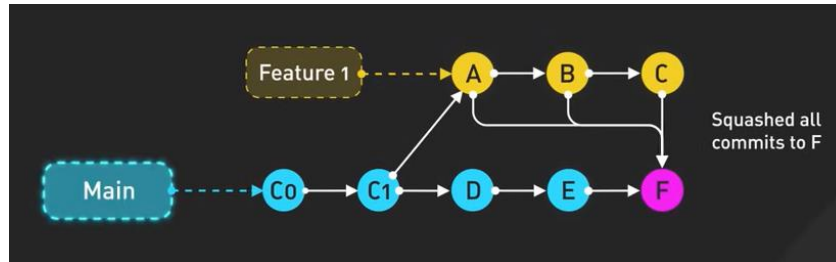 Feature 1
A
B
C
Squashed all
commits to F
Main
C0
C1
D
E
F